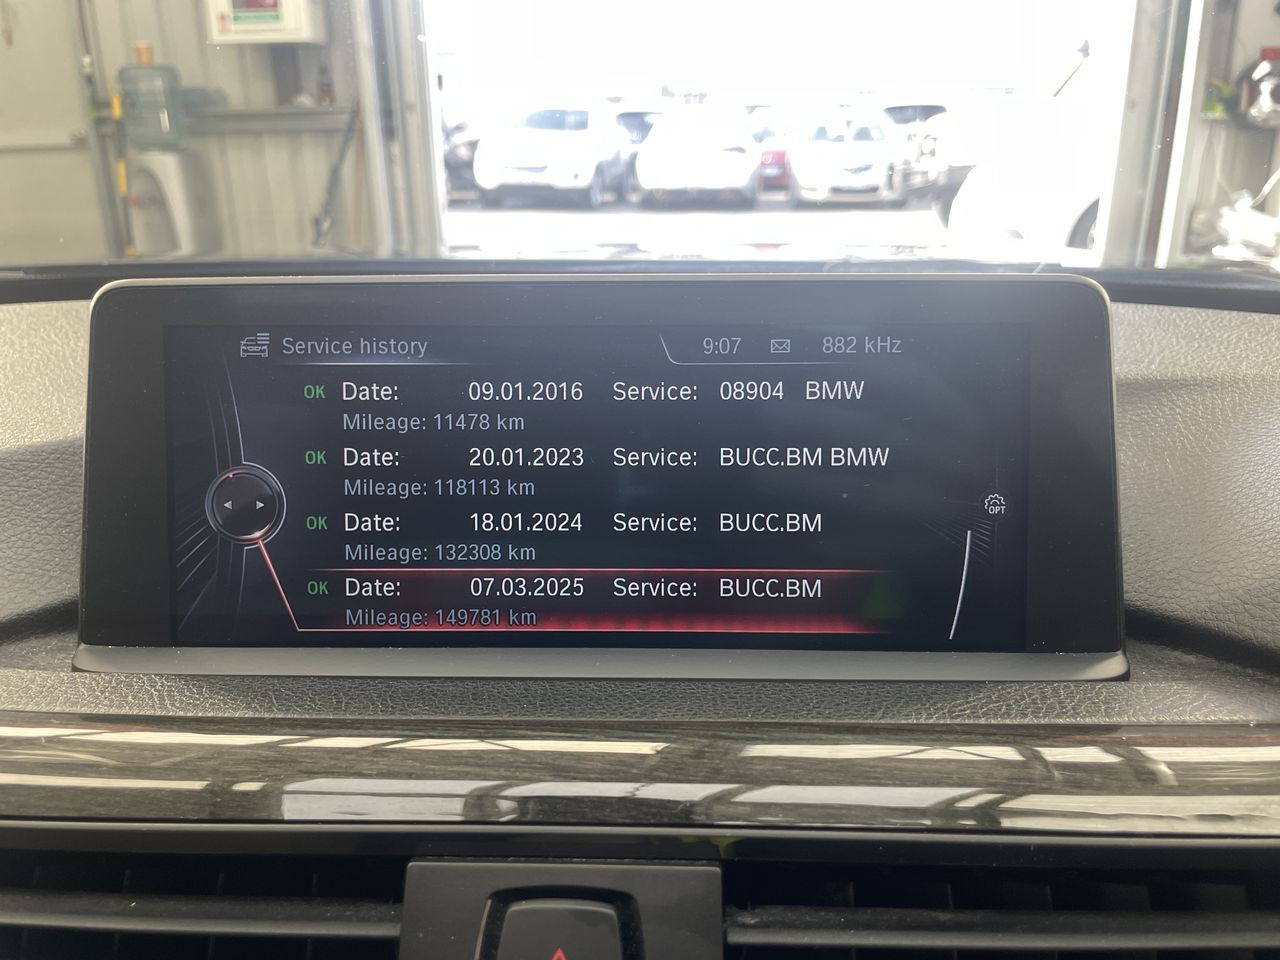 Service history 9:07 882 kHz
OK Date: 09.01.2016 Service: 08904 BMW
Mileage: 11478 km
OK Date: 20.01.2023 Service: BUCC.BM BMW
Mileage: 118113 km
OK Date: 18.01.2024 Service: BUCC.BM
Mileage: 132308 km
OK Date: 07.03.2025 Service: BUCC.BM
Mileage: 149781 km
OPT